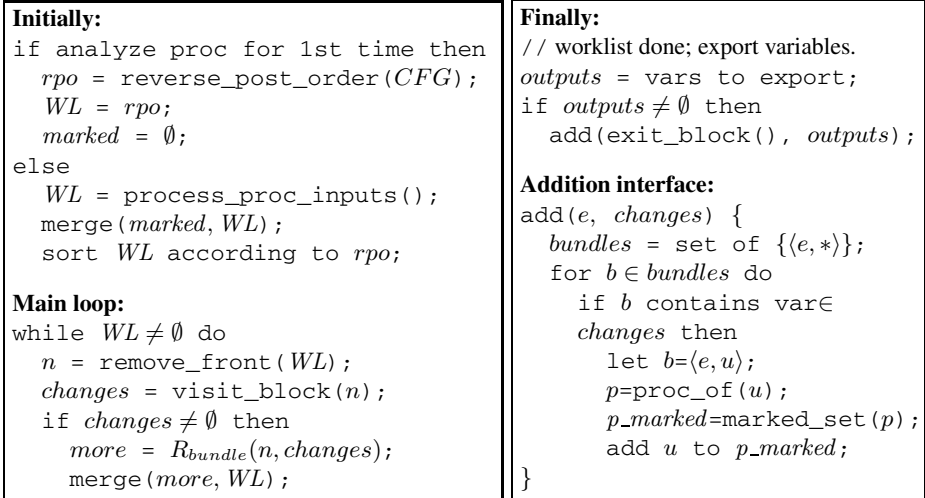 Initially:
if analyze proc for 1st time then
rpo = reverse_post_order(CFG);
WL = rpo;
marked = ∅;
else
WL = process_proc_inputs();
merge(marked, WL);
sort WL according to rpo;
Main loop:
while WL ≠ ∅ do
n = remove_front(WL);
changes = visit_block(n);
if changes ≠ ∅ then
more = R_bundle(n, changes);
merge(more, WL);
Finally:
// worklist done; export variables.
outputs = vars to export;
if outputs ≠ ∅ then
add(exit_block(), outputs);
Addition interface:
add(e, changes) {
bundles = set of {⟨e, *⟩};
for b ∈ bundles do
if b contains var∈
changes then
let b=⟨e, u⟩;
p=proc_of(u);
p_marked=marked_set(p);
add u to p_marked;
}